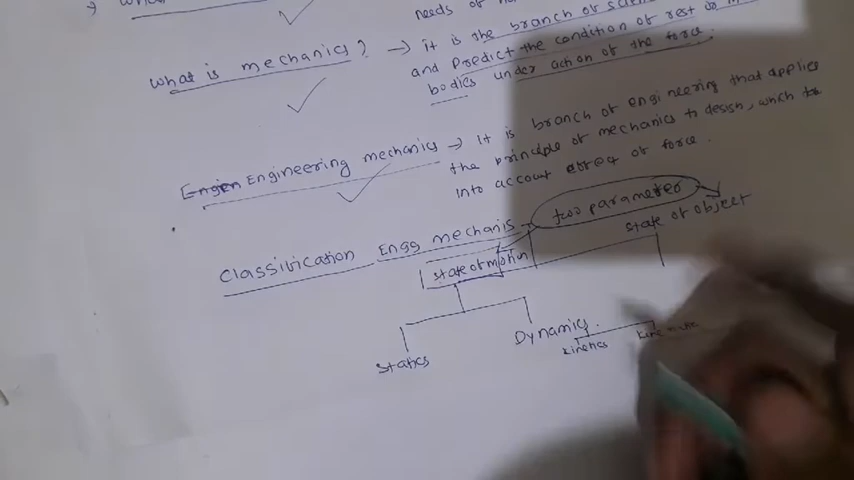 needs of
What is mechanics? → it is the branch of
and Predict the condition of rest or
bodies under action of the force.
Engineering mechanics → It is branch of engineering that applies
the principle of mechanics to design, which
into account effect of force.
Classification Engg mechanis → two parameter
state of motion
state of object
statics
Dynamics.
kinetics